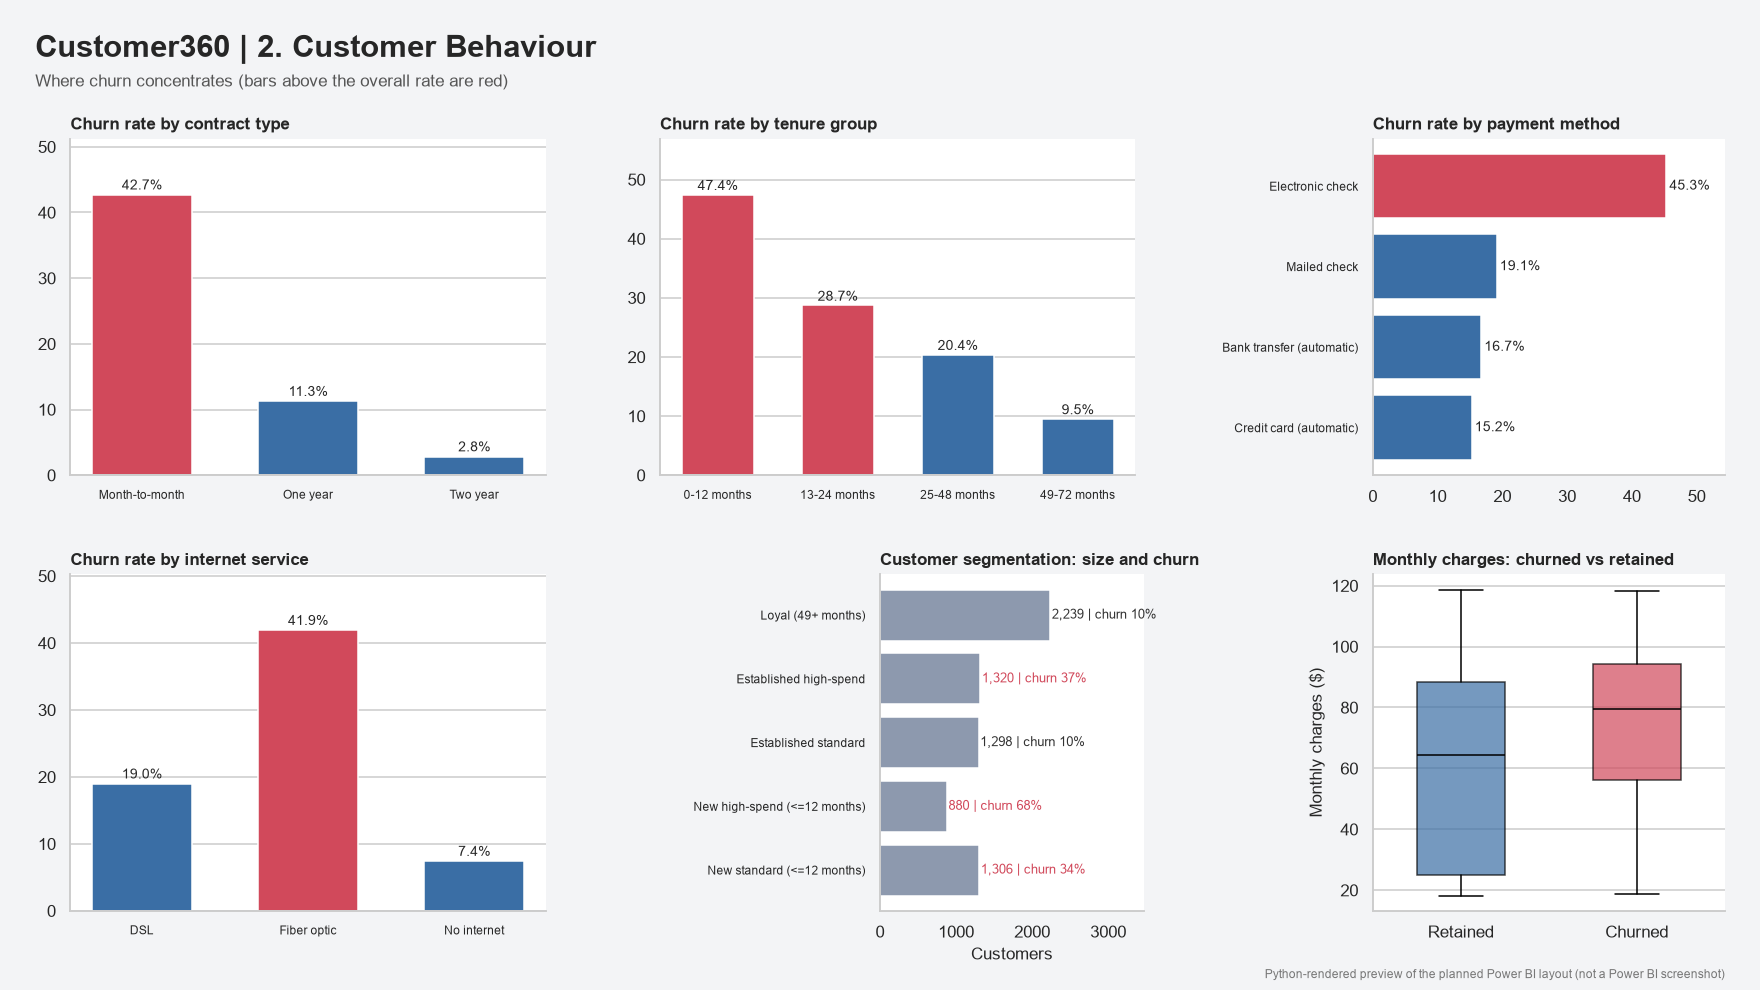 Customer360 | 2. Customer Behaviour
Where churn concentrates (bars above the overall rate are red)
Churn rate by contract type
50
40
30
20
10
0
42.7%
11.3%
2.8%
Month-to-month
One year
Two year
Churn rate by tenure group
50
40
30
20
10
0
47.4%
28.7%
20.4%
9.5%
0-12 months
13-24 months
25-48 months
49-72 months
Churn rate by payment method
Electronic check
45.3%
Mailed check
19.1%
Bank transfer (automatic)
16.7%
Credit card (automatic)
15.2%
0 10 20 30 40 50
Churn rate by internet service
50
40
30
20
10
0
19.0%
41.9%
7.4%
DSL
Fiber optic
No internet
Customer segmentation: size and churn
Loyal (49+ months)
2,239 | churn 10%
Established high-spend
1,320 | churn 37%
Established standard
1,298 | churn 10%
New high-spend (<=12 months)
880 | churn 68%
New standard (<=12 months)
1,306 | churn 34%
0 1000 2000 3000
Customers
Monthly charges: churned vs retained
Monthly charges ($)
120
100
80
60
40
20
Retained
Churned
Python-rendered preview of the planned Power BI layout (not a Power BI screenshot)